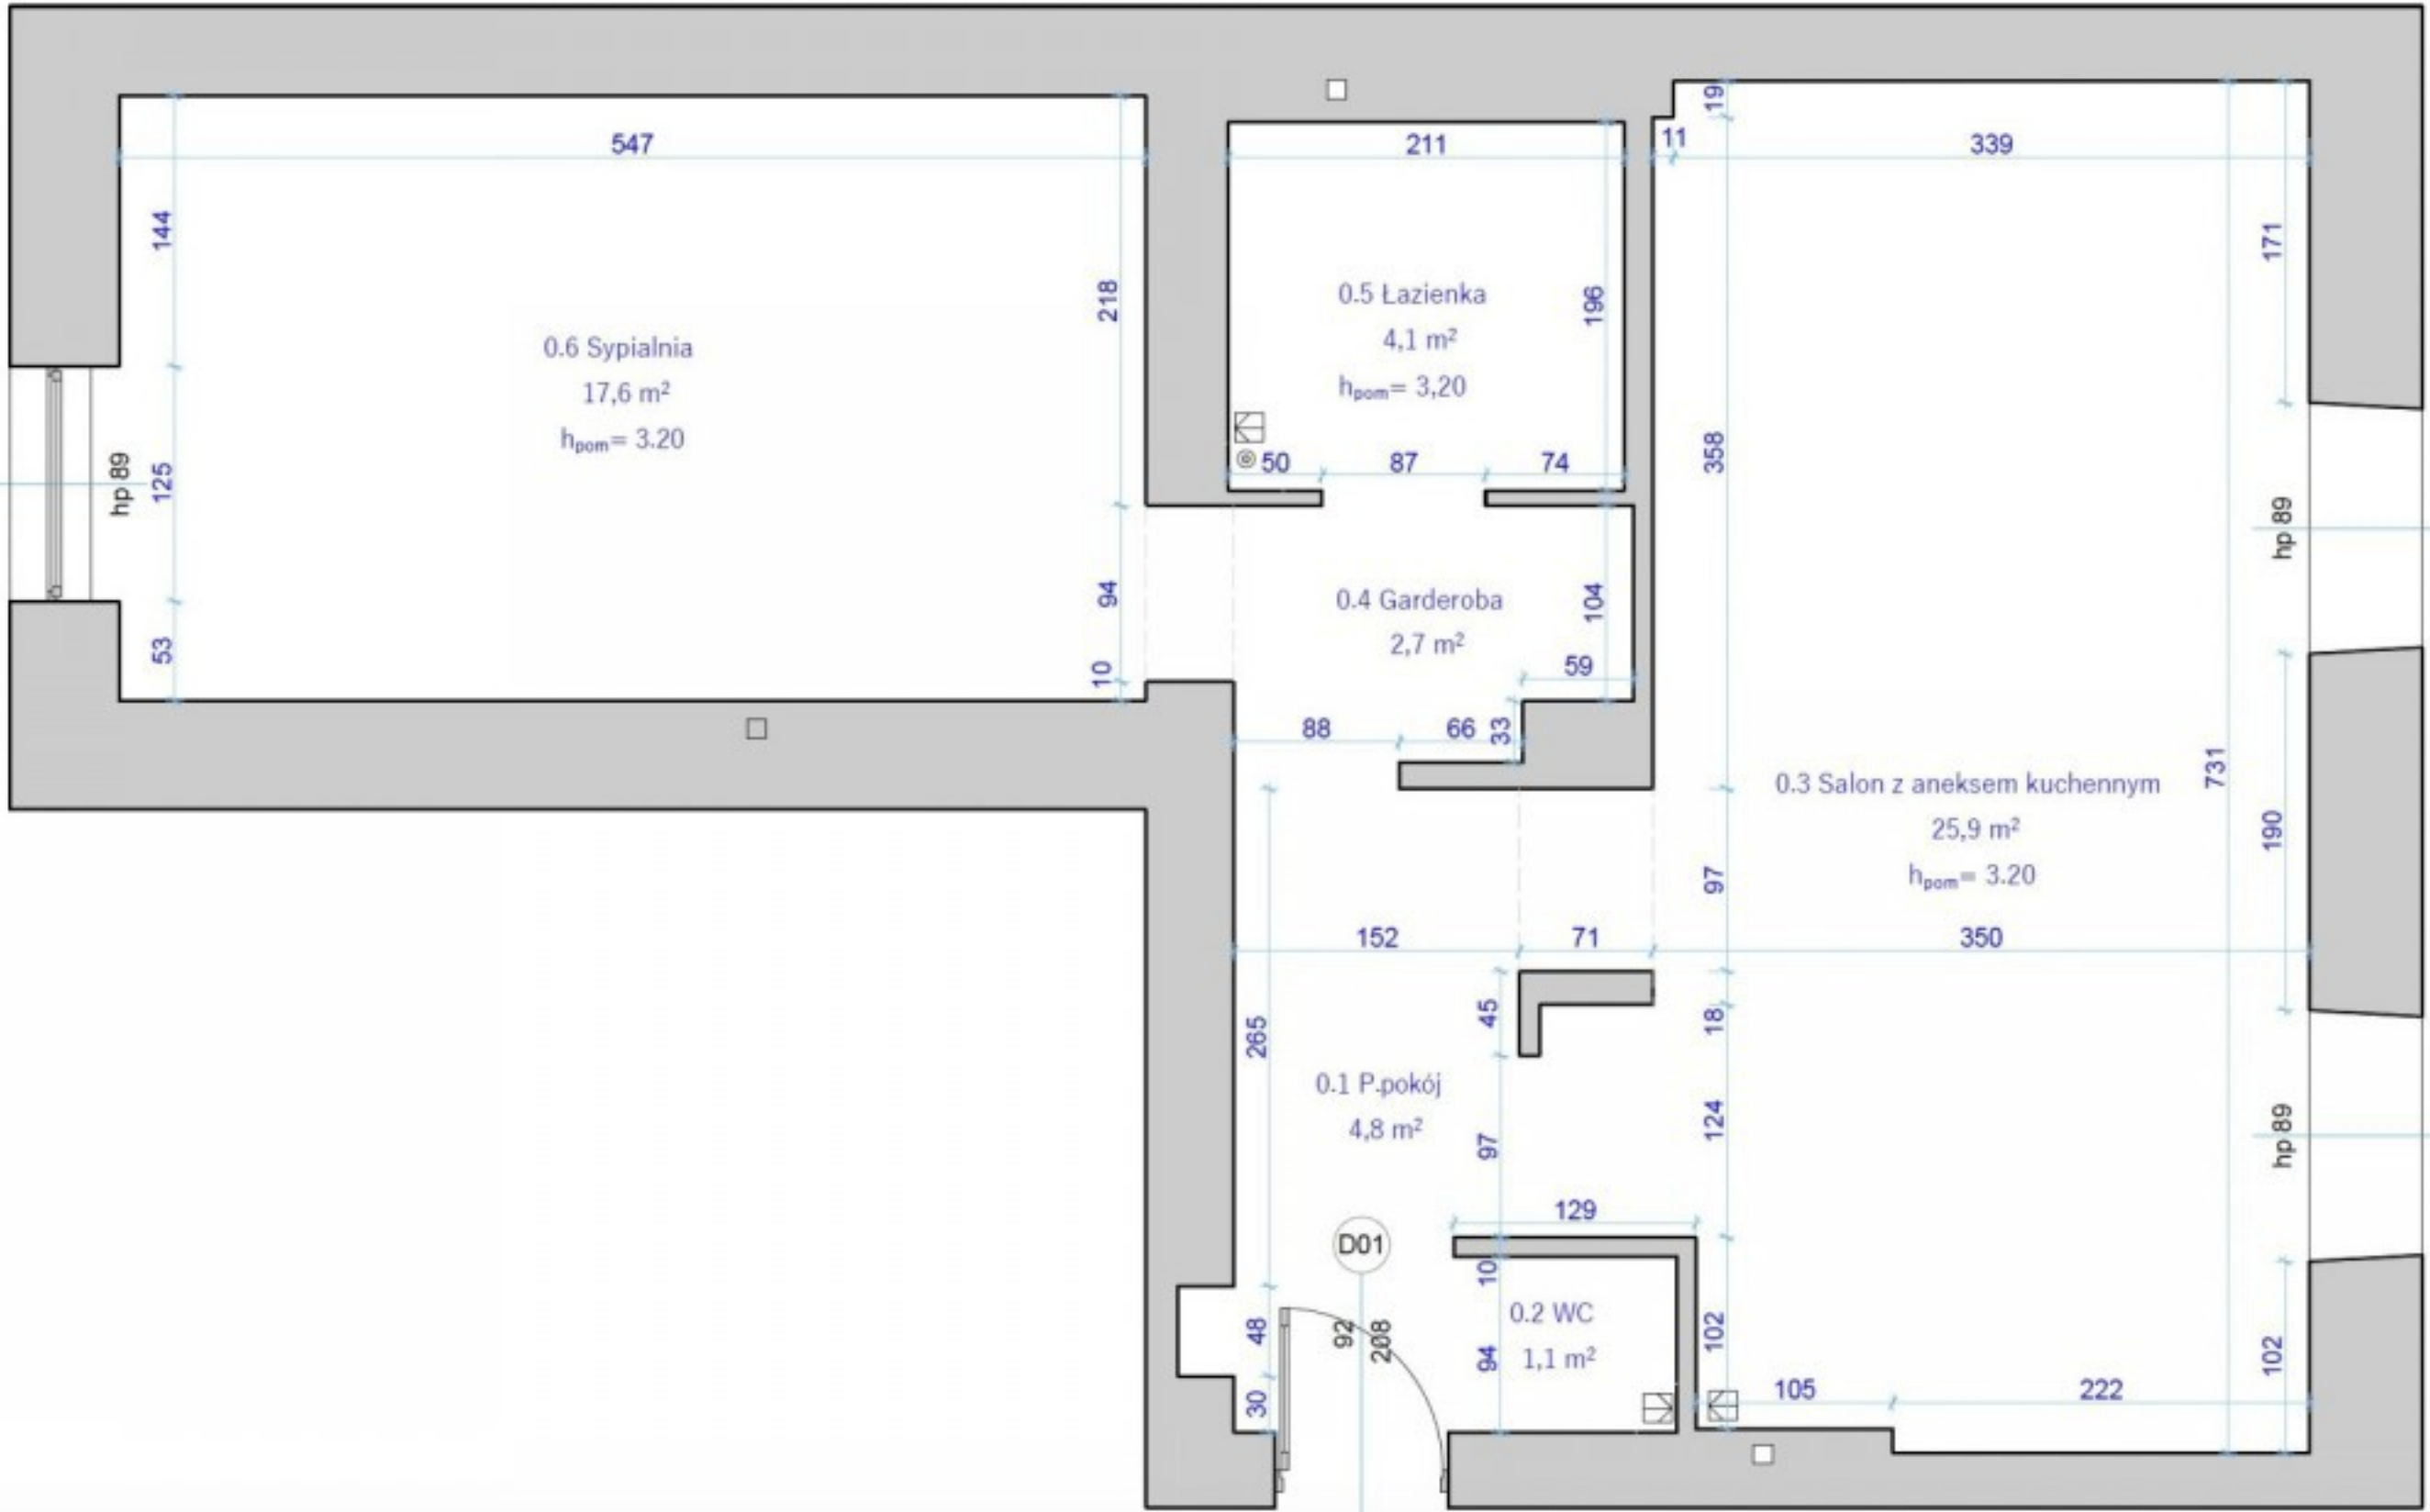 19
547
211
11
339
144
171
218
196
0.5 Łazienka
4,1 m²
hpom= 3,20
0.6 Sypialnia
17,6 m²
hpom= 3.20
50
87
74
358
hp 89
125
hp 89
94
0.4 Garderoba
2,7 m²
104
53
10
59
88
66
33
731
0.3 Salon z aneksem kuchennym
25,9 m²
hpom= 3.20
190
97
152
71
350
45
18
265
0.1 P.pokój
4,8 m²
97
124
hp 89
129
D01
10
0.2 WC
1,1 m²
48
92
208
94
102
102
30
105
222